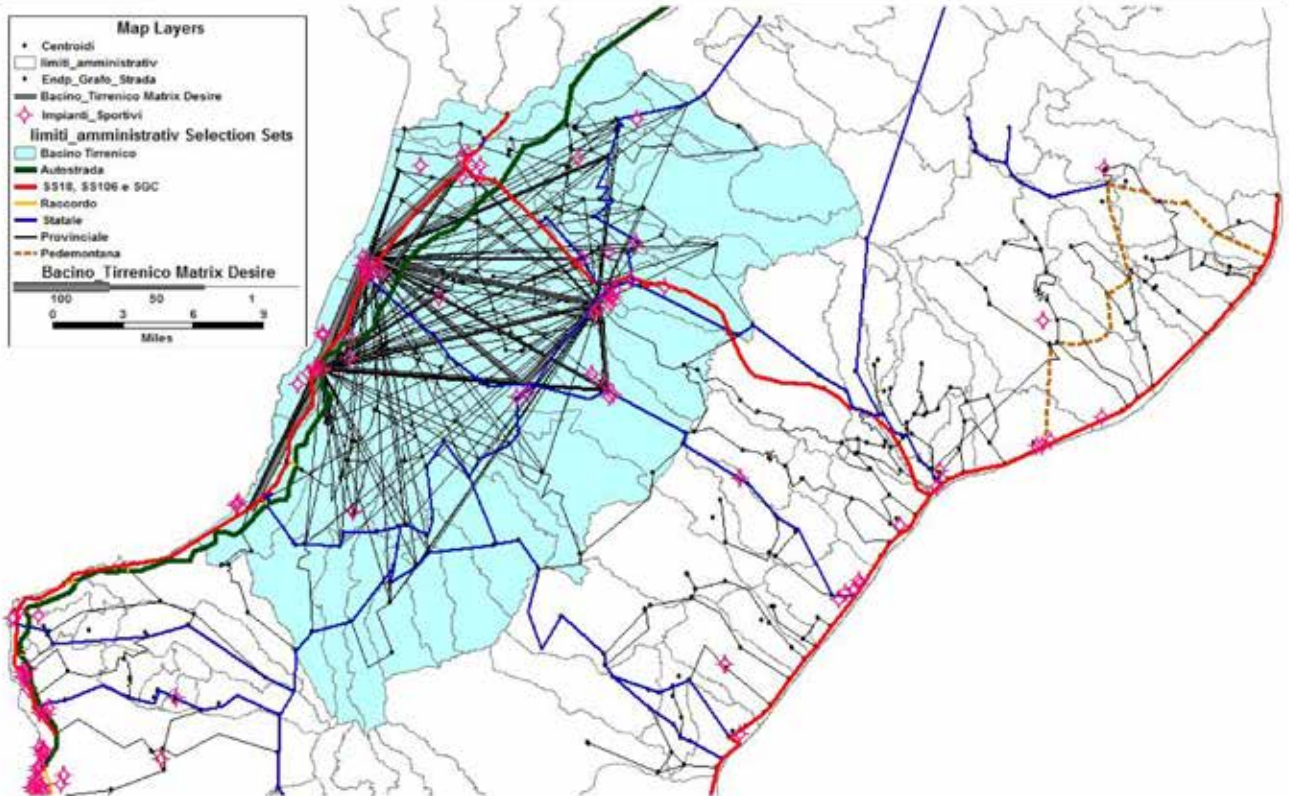 Map Layers
Centroidi
limiti_amministrativ
Endp_Grafo_Strada
Bacino_Tirrenico Matrix Desire
Impianti_Sportivi
limiti_amministrativ Selection Sets
Bacino Tirrenico
Autostrada
SS18, SS106 e SGC
Raccordo
Statale
Provinciale
Pedemontana
Bacino_Tirrenico Matrix Desire
100 50 1
0 3 6 9
Miles